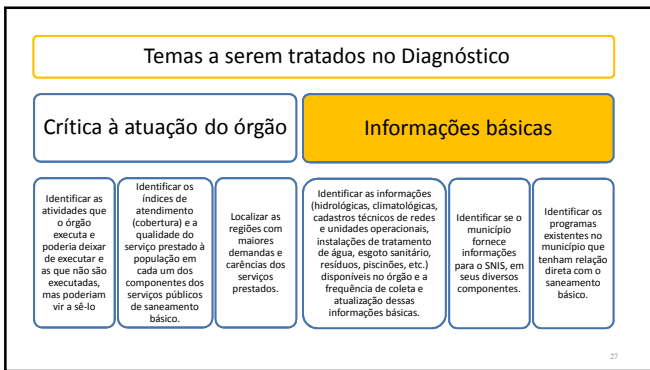 Temas a serem tratados no Diagnóstico
Crítica à atuação do órgão
Informações básicas
Identificar as
atividades que
o órgão
executa e
poderia deixar
de executar e
as que não são
executadas,
mas poderiam
vir a sê-lo
Identificar os
índices de
atendimento
(cobertura) e a
qualidade do
serviço prestado à
população em
cada um dos
componentes dos
serviços públicos
de saneamento
básico.
Localizar as
regiões com
maiores
demandas e
carências dos
serviços
prestados.
Identificar as informações
(hidrológicas, climatológicas,
cadastros técnicos de redes
e unidades operacionais,
instalações de tratamento
de água, esgoto sanitário,
resíduos, piscinões, etc.)
disponíveis no órgão e a
frequência de coleta e
atualização dessas
informações básicas.
Identificar se o
município
fornece
informações
para o SNIS, em
seus diversos
componentes.
Identificar os
programas
existentes no
município que
tenham relação
direta com o
saneamento
básico.
27